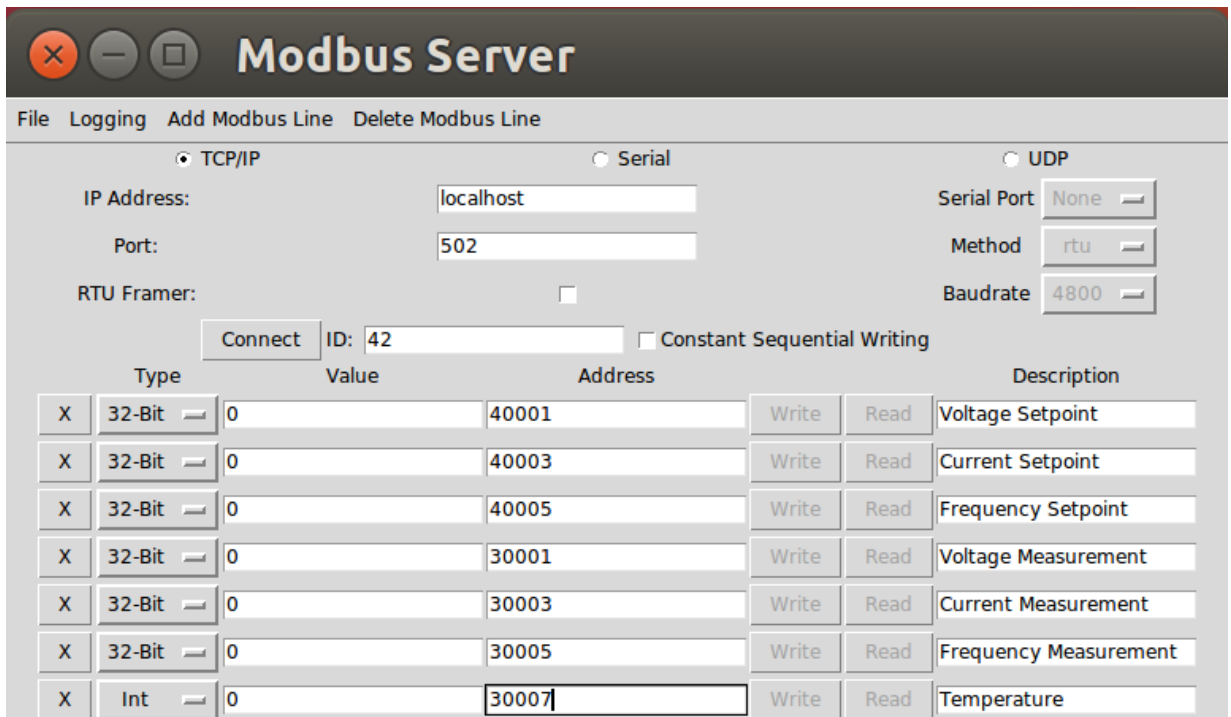 Modbus Server
File Logging Add Modbus Line Delete Modbus Line
TCP/IP Serial UDP
IP Address: localhost Serial Port None
Port: 502 Method rtu
RTU Framer: Baudrate 4800
Connect ID: 42 Constant Sequential Writing
Type Value Address Description
X 32-Bit 0 40001 Write Read Voltage Setpoint
X 32-Bit 0 40003 Write Read Current Setpoint
X 32-Bit 0 40005 Write Read Frequency Setpoint
X 32-Bit 0 30001 Write Read Voltage Measurement
X 32-Bit 0 30003 Write Read Current Measurement
X 32-Bit 0 30005 Write Read Frequency Measurement
X Int 0 30007 Write Read Temperature